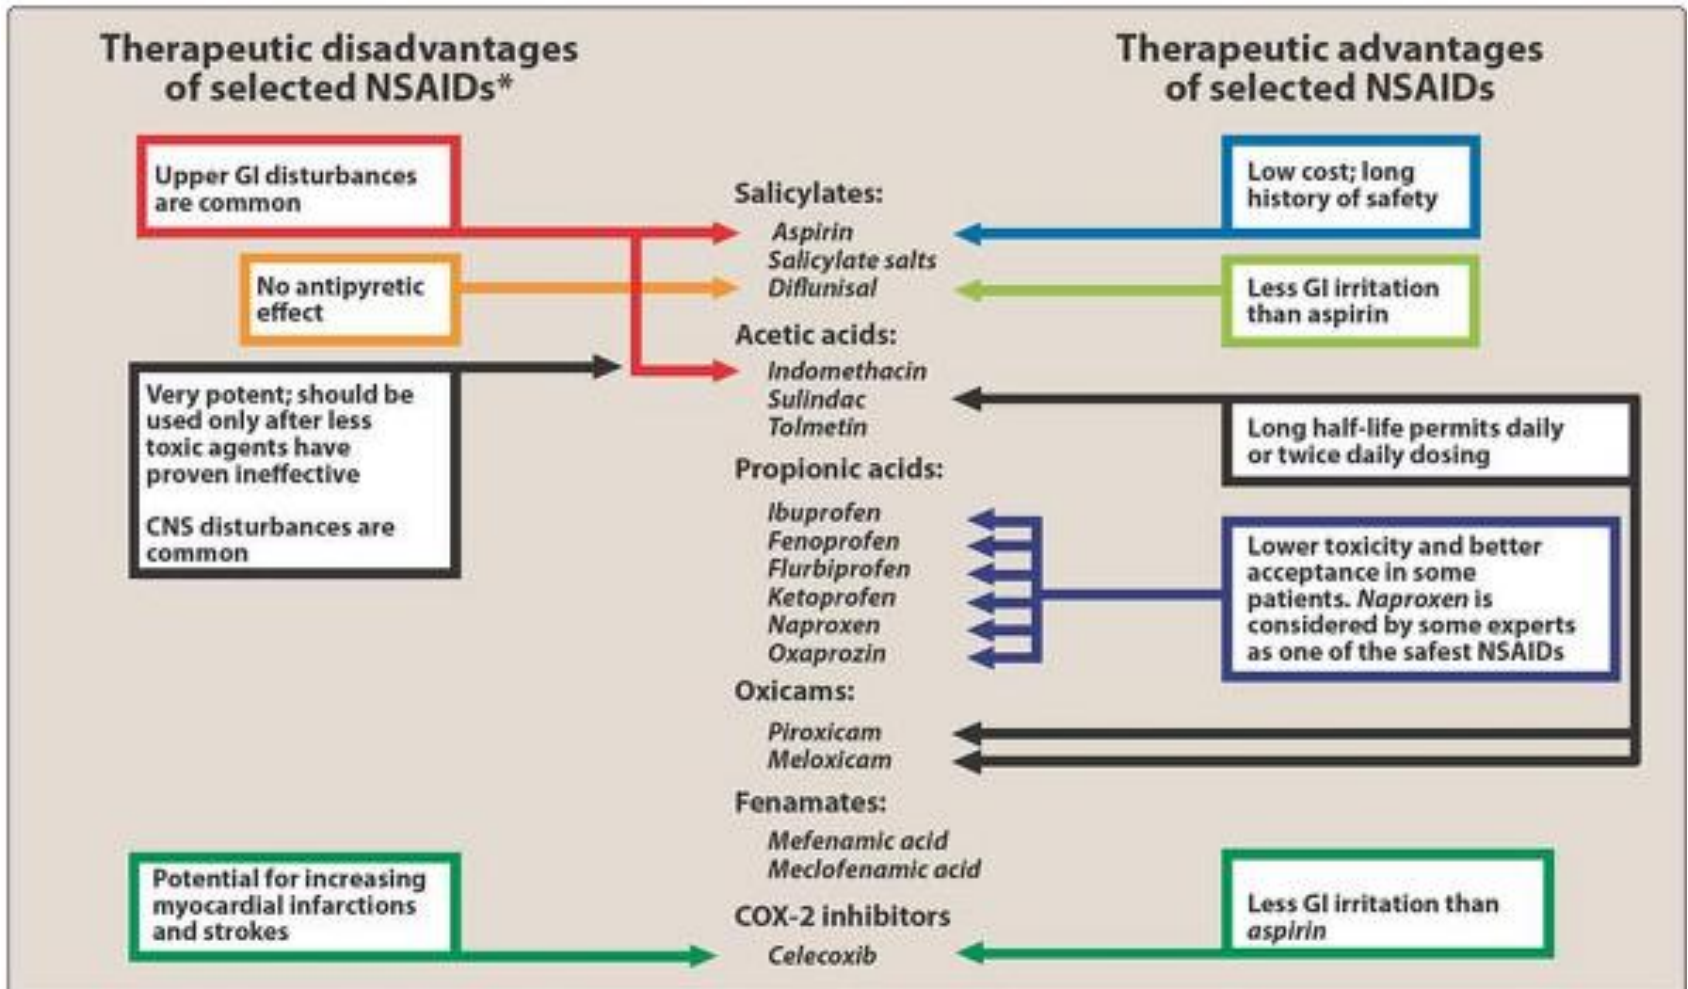 Therapeutic disadvantages
of selected NSAIDs*
Upper GI disturbances
are common
No antipyretic
effect
Very potent; should be
used only after less
toxic agents have
proven ineffective
CNS disturbances are
common
Potential for increasing
myocardial infarctions
and strokes
Salicylates:
Aspirin
Salicylate salts
Diflunisal
Acetic acids:
Indomethacin
Sulindac
Tolmetin
Propionic acids:
Ibuprofen
Fenoprofen
Flurbiprofen
Ketoprofen
Naproxen
Oxaprozin
Oxicams:
Piroxicam
Meloxicam
Fenamates:
Mefenamic acid
Meclofenamic acid
COX-2 inhibitors
Celecoxib
Therapeutic advantages
of selected NSAIDs
Low cost; long
history of safety
Less GI irritation
than aspirin
Long half-life permits daily
or twice daily dosing
Lower toxicity and better
acceptance in some
patients. Naproxen is
considered by some experts
as one of the safest NSAIDs
Less GI irritation than
aspirin